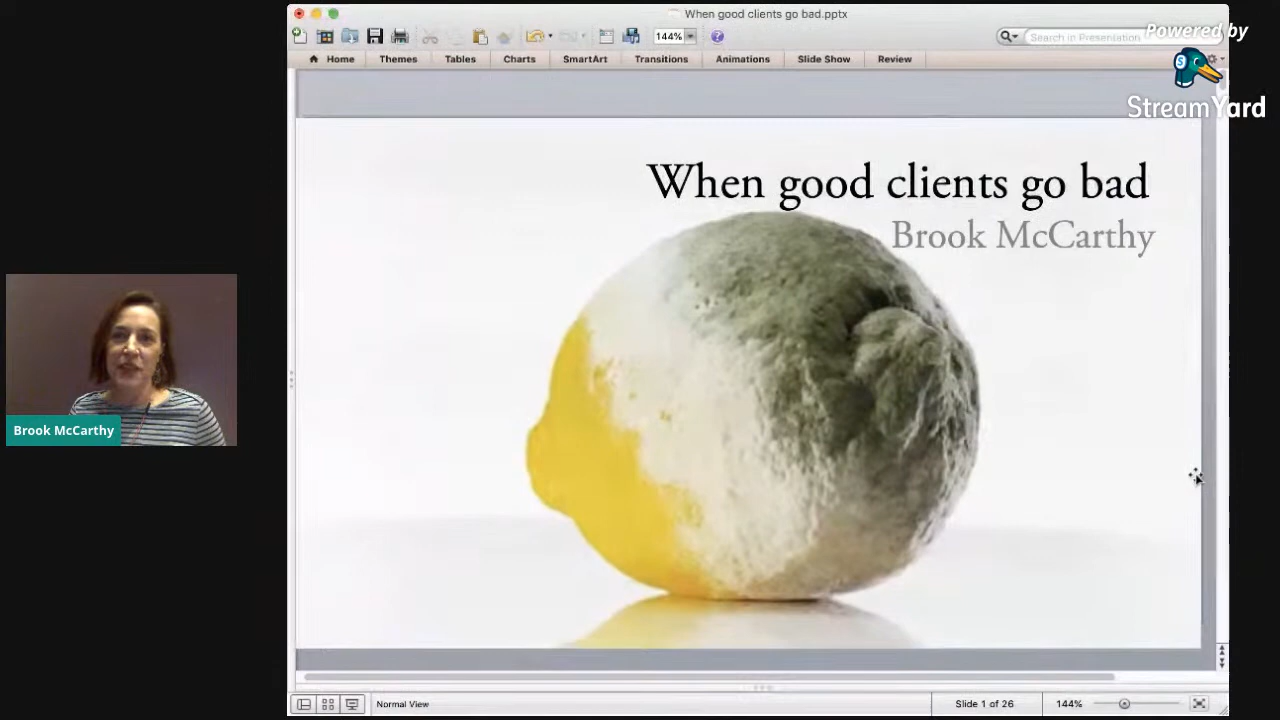 When good clients go bad.pptx
144%
Search in Presentation
Powered by
StreamYard
Home
Themes
Tables
Charts
SmartArt
Transitions
Animations
Slide Show
Review
When good clients go bad
Brook McCarthy
Brook McCarthy
Normal View
Slide 1 of 26
144%